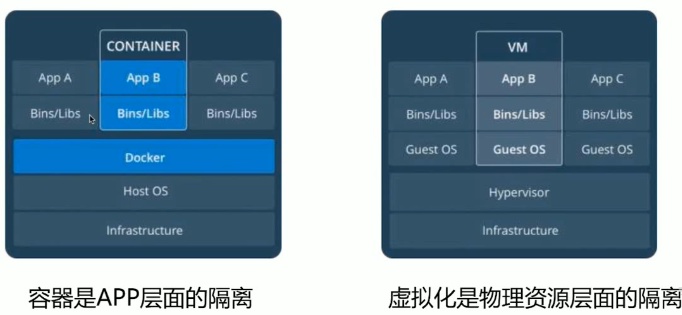 CONTAINER
App A App B App C
Bins/Libs Bins/Libs Bins/Libs
Docker
Host OS
Infrastructure
容器是APP层面的隔离
VM
App A App B App C
Bins/Libs Bins/Libs Bins/Libs
Guest OS Guest OS Guest OS
Hypervisor
Infrastructure
虚拟化是物理资源层面的隔离